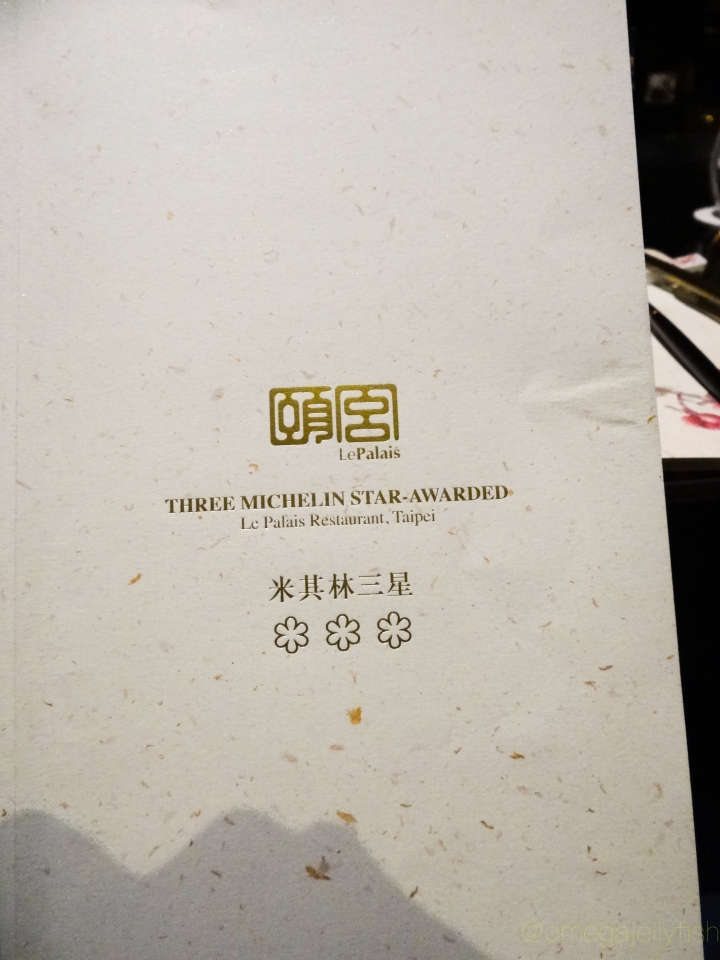 頤宮
LePalais
THREE MICHELIN STAR-AWARDED
Le Palais Restaurant, Taipei
米其林三星
@omegajellyfish